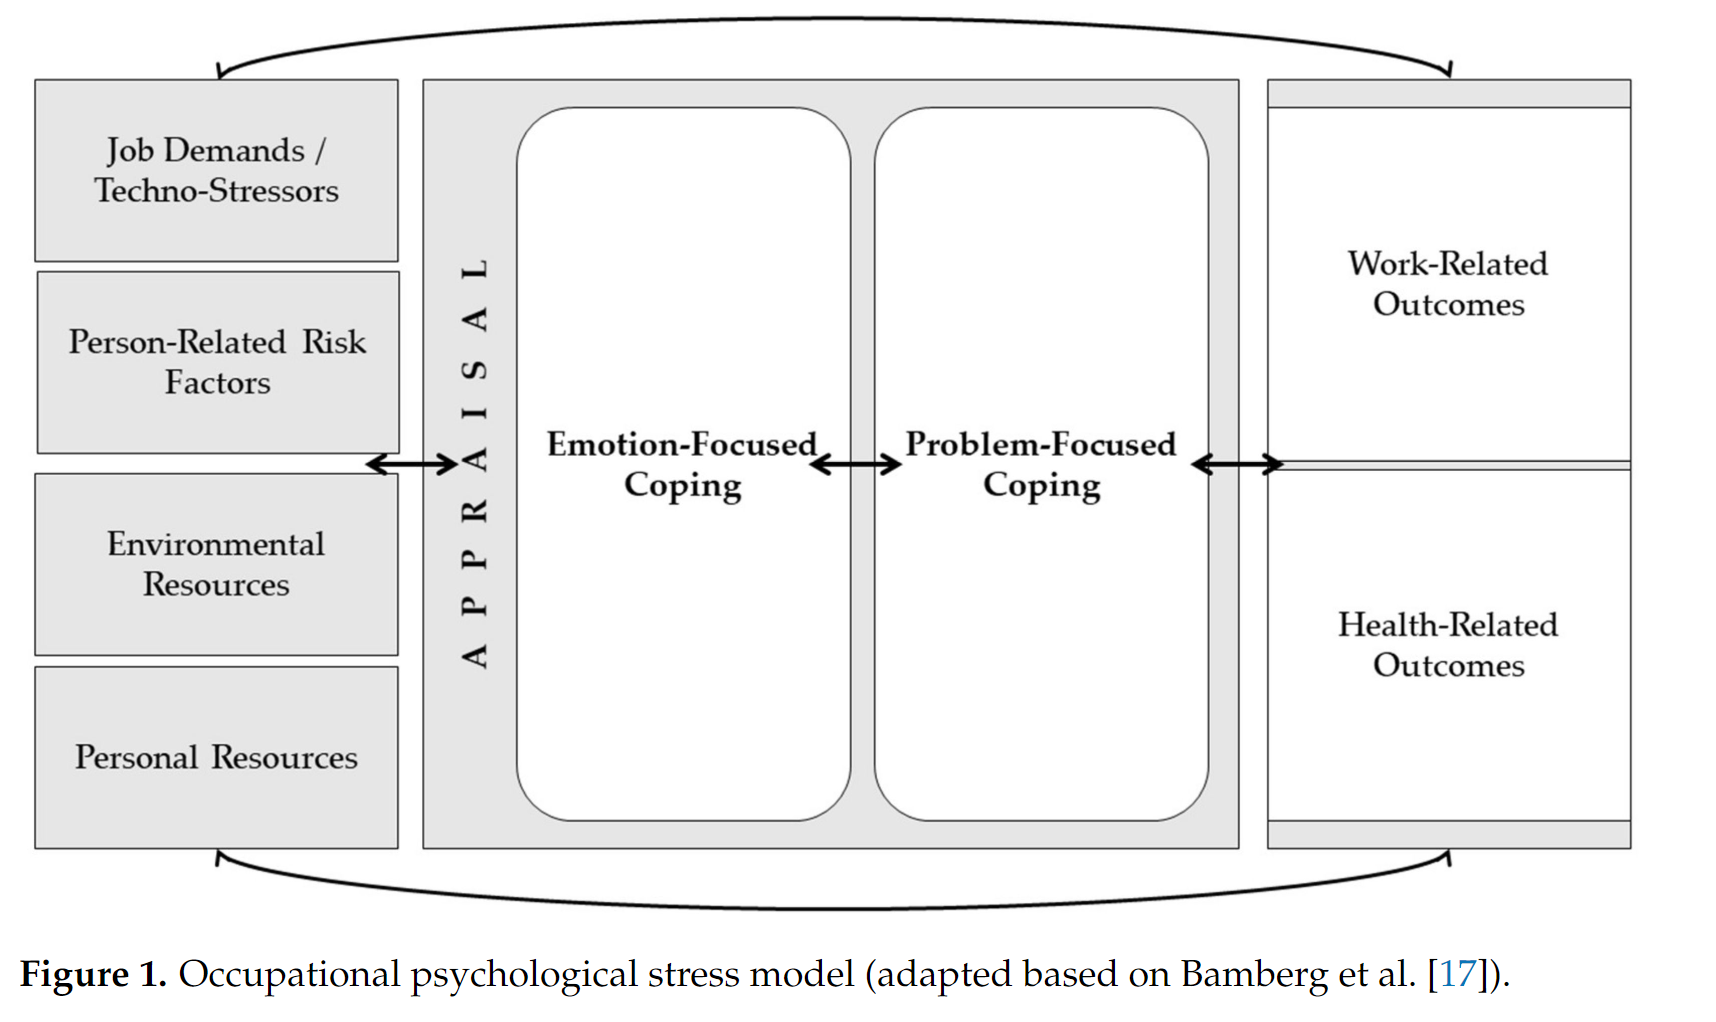 Job Demands /
Techno-Stressors
Person-Related Risk
Factors
Environmental
Resources
Personal Resources
APPRAISAL
Emotion-Focused
Coping
Problem-Focused
Coping
Work-Related
Outcomes
Health-Related
Outcomes
Figure 1. Occupational psychological stress model (adapted based on Bamberg et al. [17]).